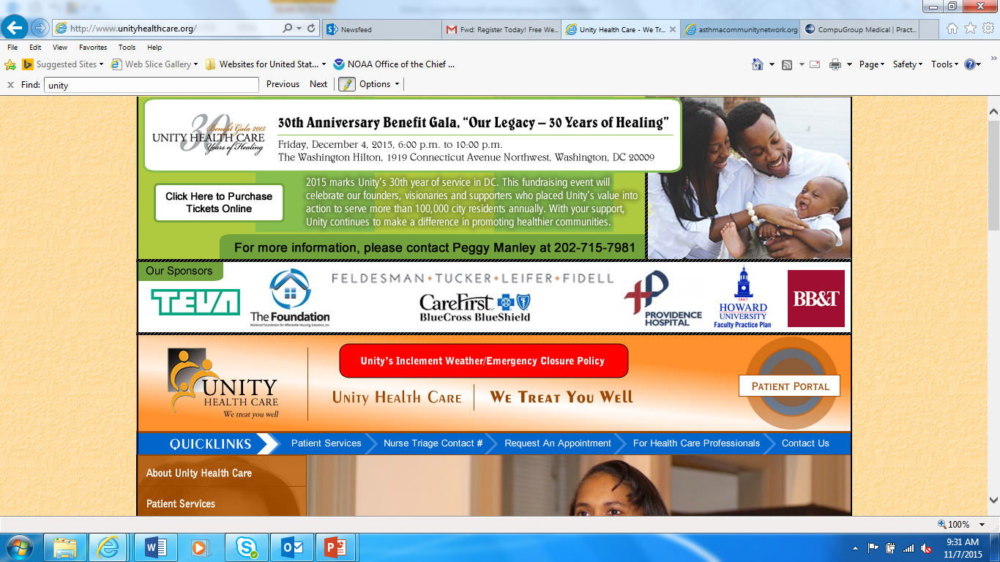 http://www.unityhealthcare.org/
Newsfeed
Fwd: Register Today! Free We...
Unity Health Care - We Tr...
asthmacommunitynetwork.org
CompuGroup Medical | Pract...
File Edit View Favorites Tools Help
Suggested Sites
Web Slice Gallery
Websites for United Stat...
NOAA Office of the Chief ...
Page Safety Tools
Find: unity
Previous Next Options
30
Benefit Gala 2015
UNITY HEALTH CARE
Years of Healing
30th Anniversary Benefit Gala, “Our Legacy – 30 Years of Healing”
Friday, December 4, 2015, 6:00 p.m. to 10:00 p.m.
The Washington Hilton, 1919 Connecticut Avenue Northwest, Washington, DC 20009
Click Here to Purchase
Tickets Online
2015 marks Unity’s 30th year of service in DC. This fundraising event will
celebrate our founders, visionaries and supporters who placed Unity’s value into
action to serve more than 100,000 city residents annually. With your support,
Unity continues to make a difference in promoting healthier communities.
For more information, please contact Peggy Manley at 202-715-7981
Our Sponsors
TEVA
The Foundation
National Foundation for Affordable Housing Solutions, Inc.
FELDESMAN+TUCKER+LEIFER+FIDELL
CareFirst
BlueCross BlueShield
PROVIDENCE
HOSPITAL
1867
HOWARD
UNIVERSITY
Faculty Practice Plan
BB&T
UNITY
HEALTH CARE
We treat you well
Unity’s Inclement Weather/Emergency Closure Policy
Unity Health Care
We Treat You Well
PATIENT PORTAL
QUICKLINKS
Patient Services
Nurse Triage Contact #
Request An Appointment
For Health Care Professionals
Contact Us
About Unity Health Care
Patient Services
100%
9:31 AM
11/7/2015